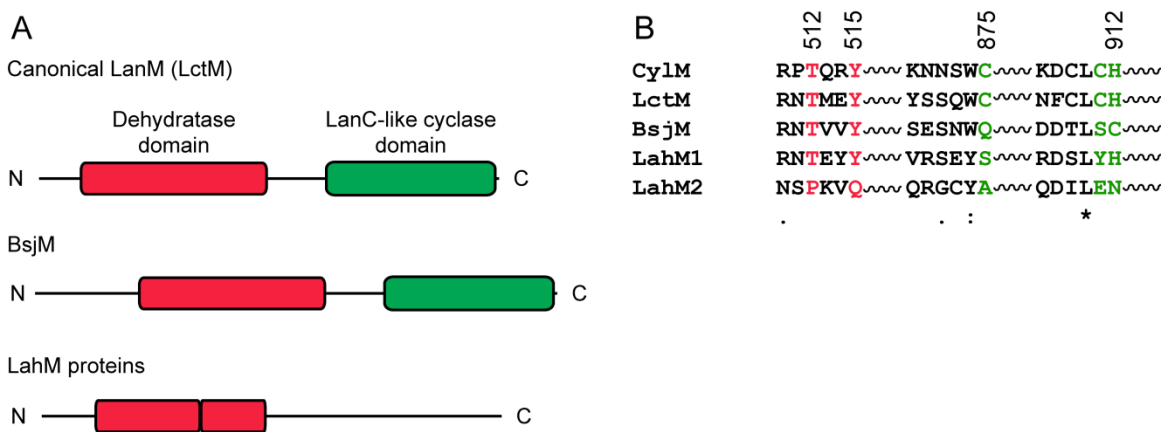 A
Canonical LanM (LctM)
Dehydratase domain
LanC-like cyclase domain
N
C
BsjM
N
C
LahM proteins
N
C
B
512 515 875 912
CylM RPTQRY KNNSWC KDCLCH
LctM RNTMEY YSSQWC NFCLCH
BsjM RNTVVY SESNWQ DDTLSC
LahM1 RNTEYY VRSEYS RDSLYH
LahM2 NSPKVQ QRGCYA QDILEN
. . : *